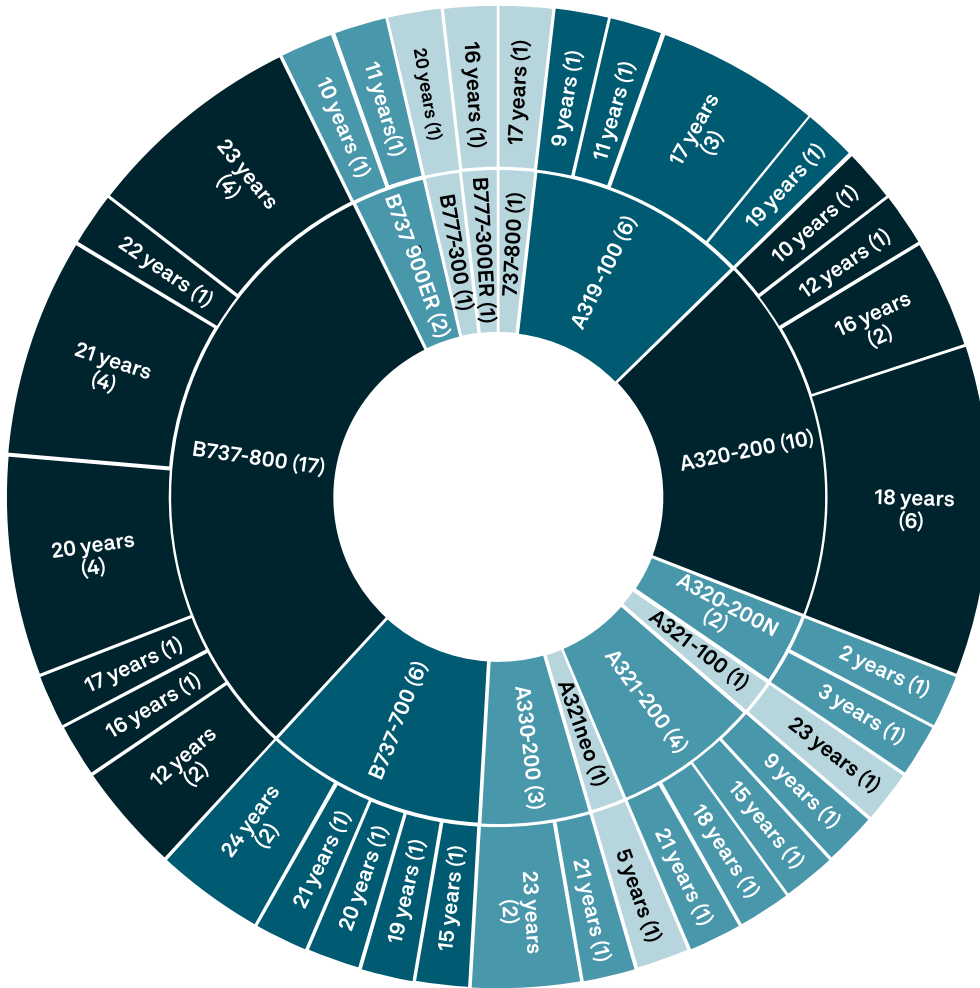 17 years (1)
9 years (1)
11 years (1)
17 years
(3)
19 years (1)
10 years (1)
12 years (1)
16 years
(2)
18 years
(6)
2 years (1)
3 years (1)
23 years (1)
9 years (1)
15 years (1)
18 years (1)
21 years (1)
5 years (1)
21 years (1)
23 years
(2)
15 years (1)
19 years (1)
20 years (1)
21 years (1)
24 years
(2)
12 years
(2)
16 years (1)
17 years (1)
20 years
(4)
21 years
(4)
22 years (1)
23 years
(4)
10 years (1)
11 years(1)
20 years (1)
16 years (1)
737-800 (1)
A319-100 (6)
A320-200 (10)
A320-200N
(2)
A321-100 (1)
A321-200 (4)
A321neo (1)
A330-200 (3)
B737-700 (6)
B737-800 (17)
B737 900ER (2)
B777-300 (1)
B777-300ER (1)